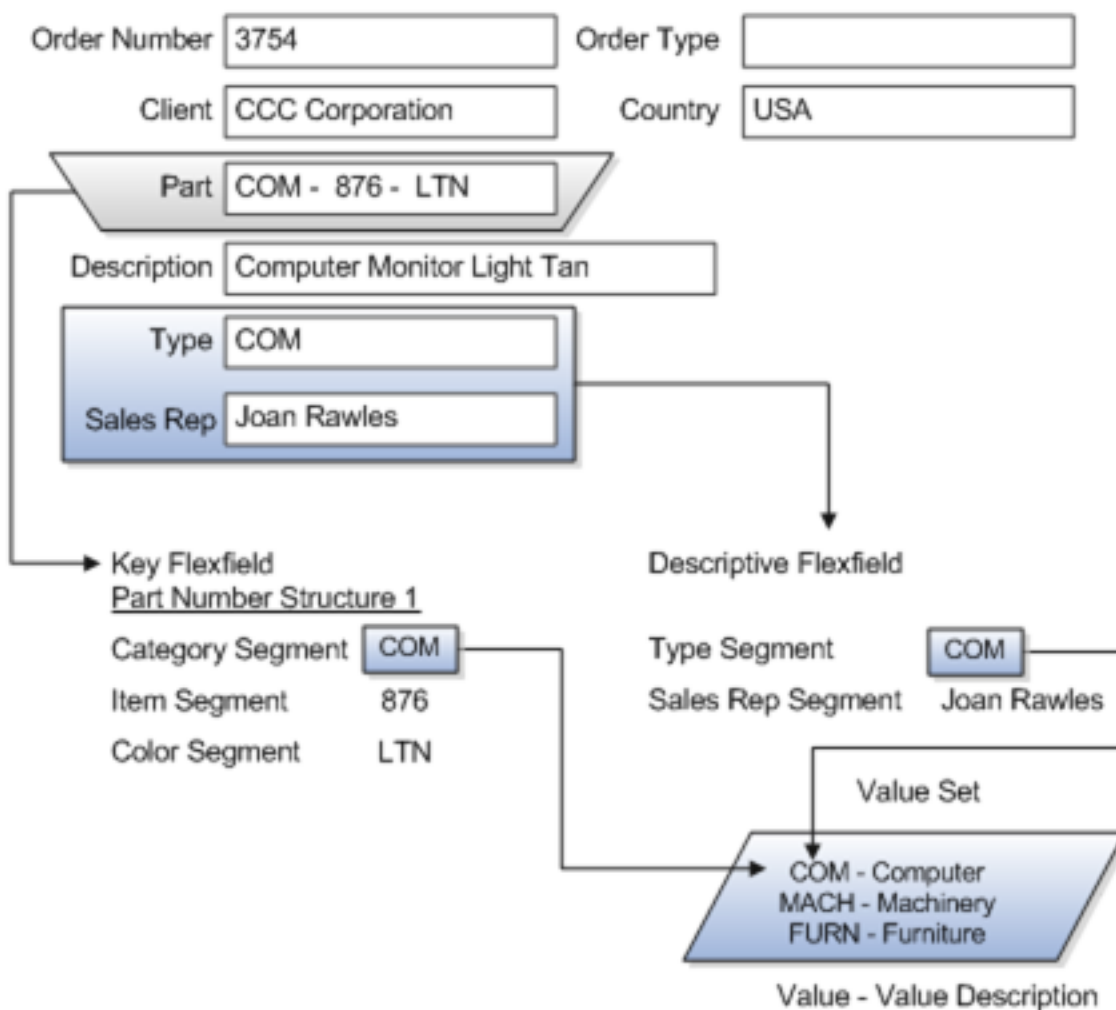 Order Number 3754 Order Type
Client CCC Corporation Country USA
Part COM - 876 - LTN
Description Computer Monitor Light Tan
Type COM
Sales Rep Joan Rawles
Key Flexfield Descriptive Flexfield
Part Number Structure 1
Category Segment COM Type Segment COM
Item Segment 876 Sales Rep Segment Joan Rawles
Color Segment LTN
Value Set
COM - Computer
MACH - Machinery
FURN - Furniture
Value - Value Description